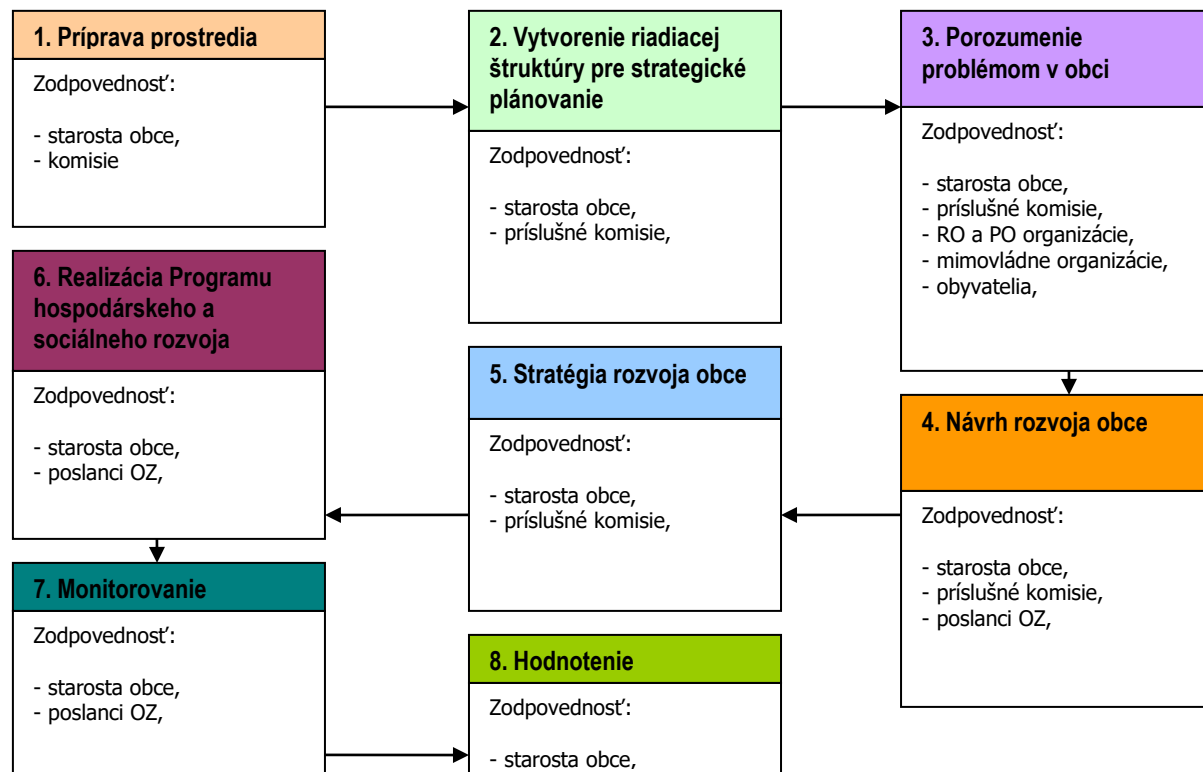 1. Príprava prostredia
Zodpovednosť:
- starosta obce,
- komisie
2. Vytvorenie riadiacej
štruktúry pre strategické
plánovanie
Zodpovednosť:
- starosta obce,
- príslušné komisie,
3. Porozumenie
problémom v obci
Zodpovednosť:
- starosta obce,
- príslušné komisie,
- RO a PO organizácie,
- mimovládne organizácie,
- obyvatelia,
4. Návrh rozvoja obce
Zodpovednosť:
- starosta obce,
- príslušné komisie,
- poslanci OZ,
5. Stratégia rozvoja obce
Zodpovednosť:
- starosta obce,
- príslušné komisie,
6. Realizácia Programu
hospodárskeho a
sociálneho rozvoja
Zodpovednosť:
- starosta obce,
- poslanci OZ,
7. Monitorovanie
Zodpovednosť:
- starosta obce,
- poslanci OZ,
8. Hodnotenie
Zodpovednosť:
- starosta obce,